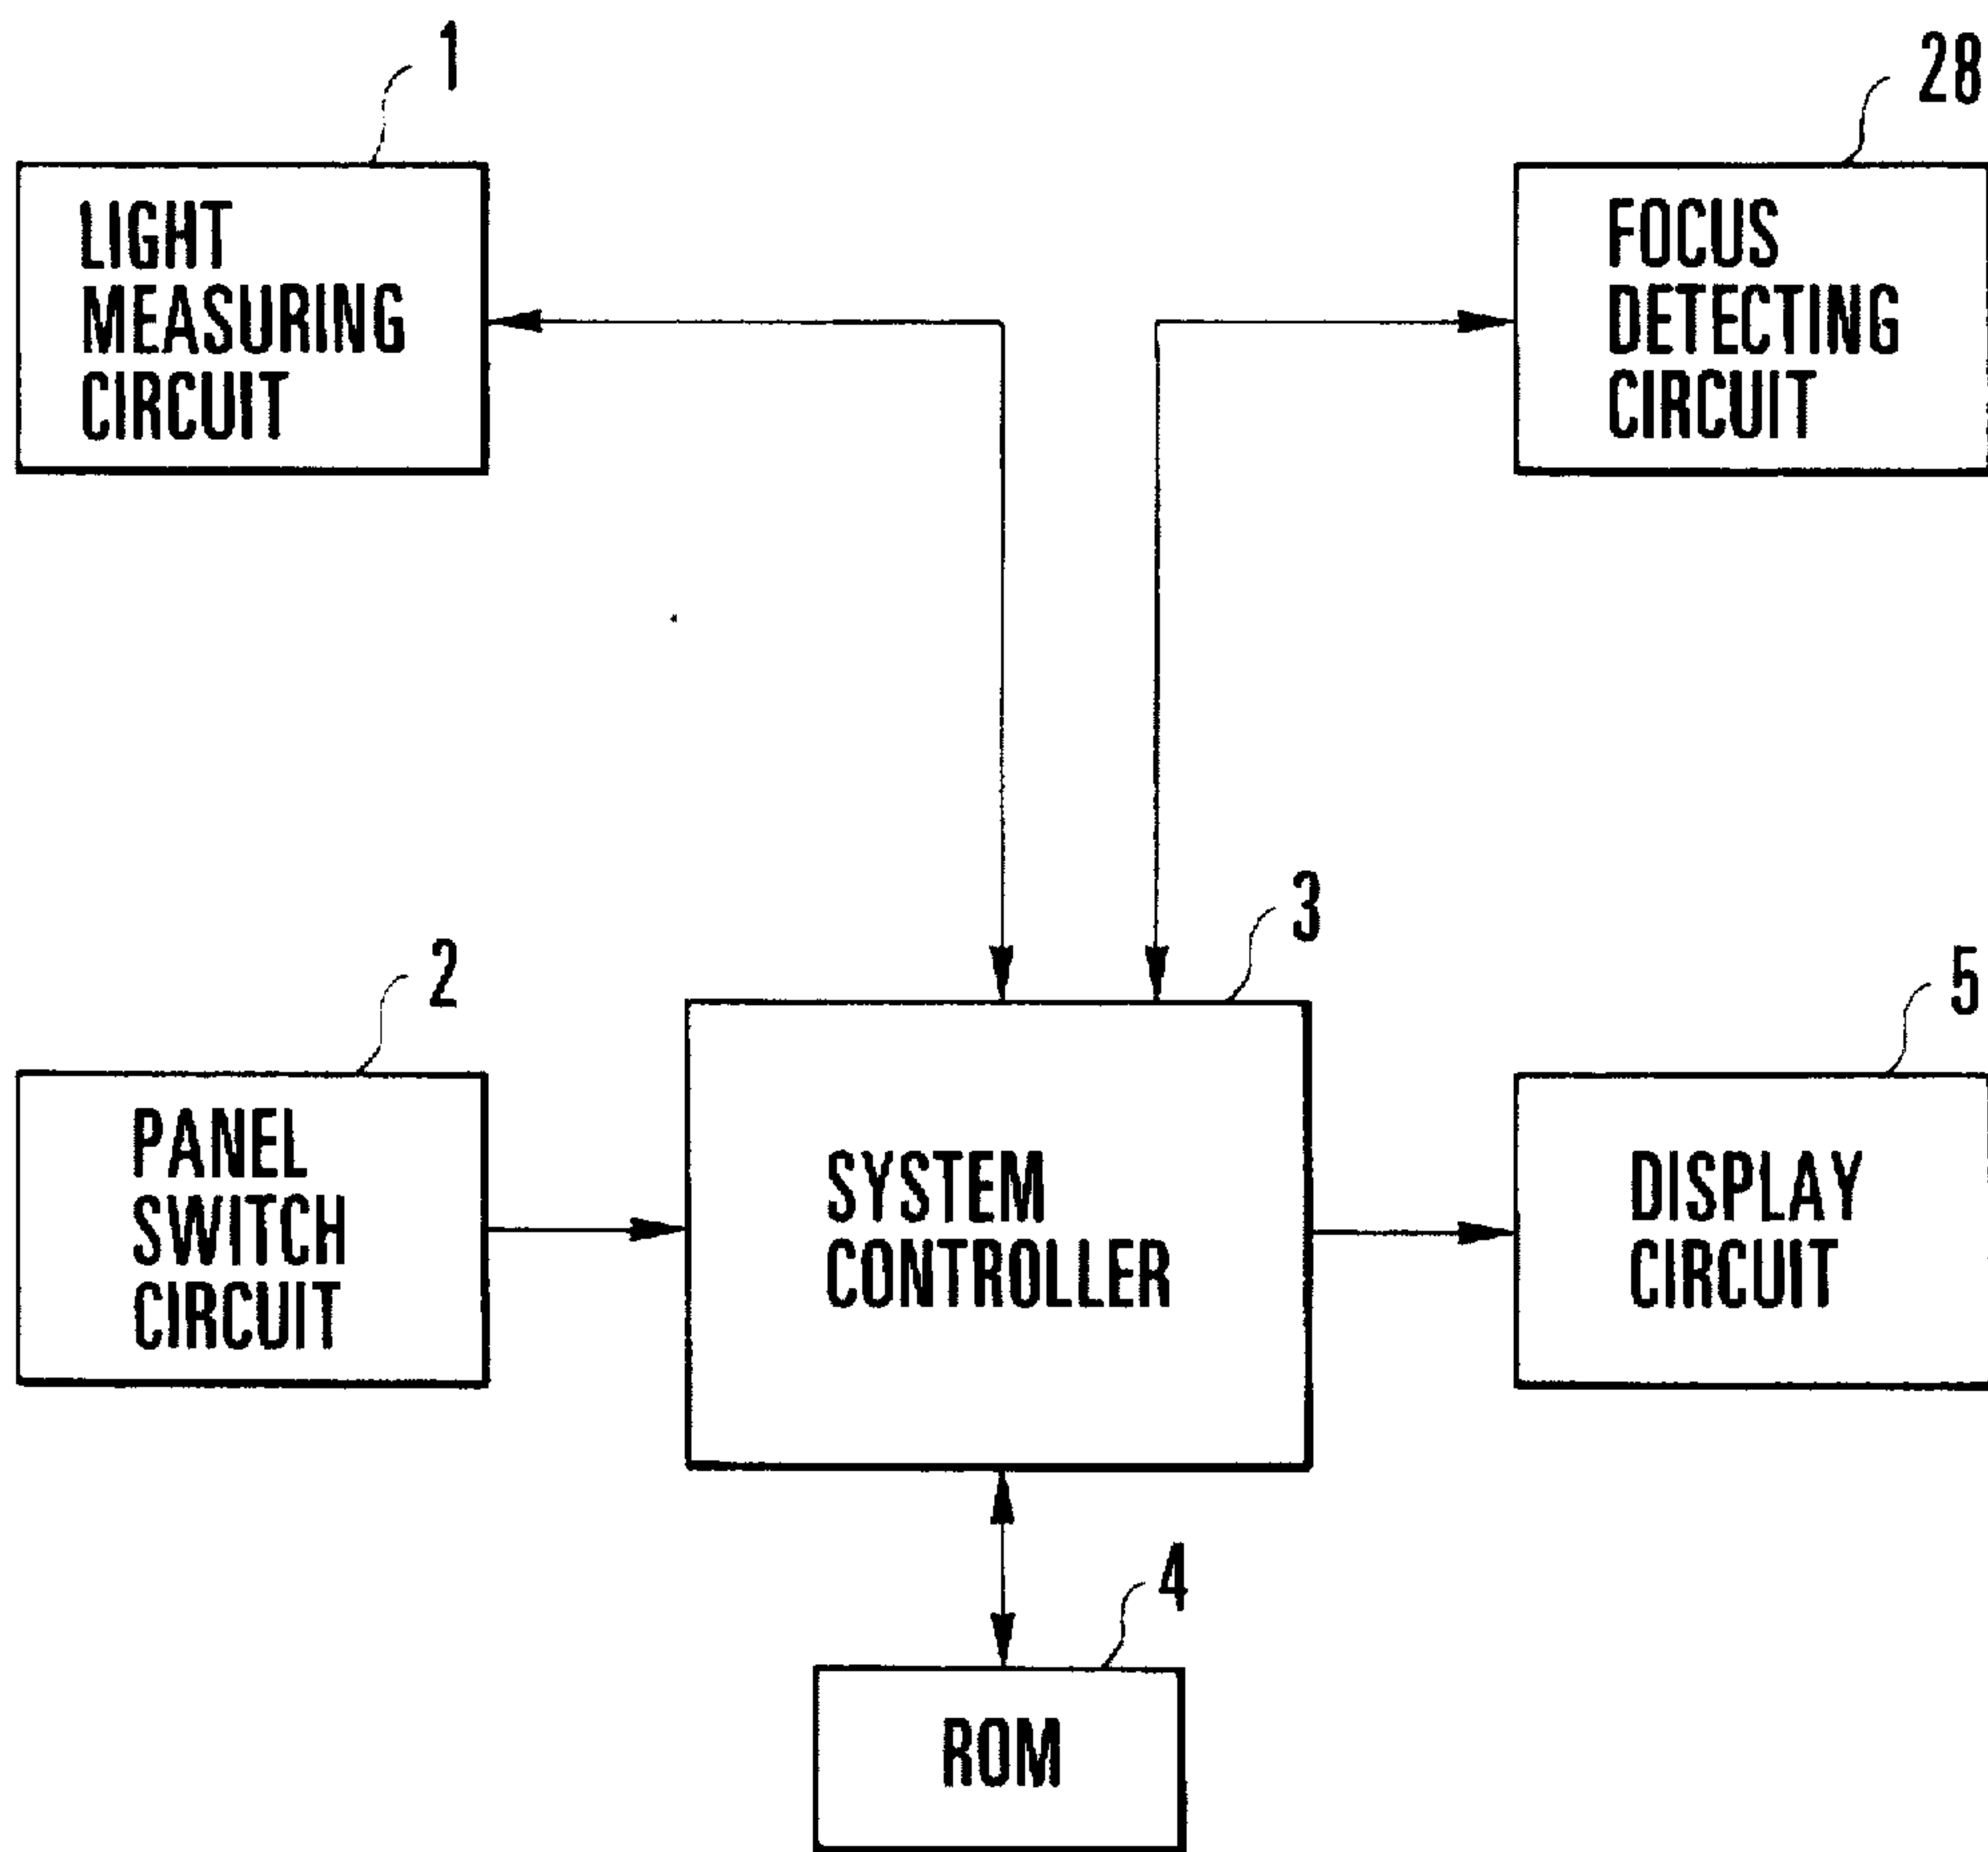 1
28
LIGHT
MEASURING
CIRCUIT
FOCUS
DETECTING
CIRCUIT
3
2
5
PANEL
SWITCH
CIRCUIT
SYSTEM
CONTROLLER
DISPLAY
CIRCUIT
4
ROM